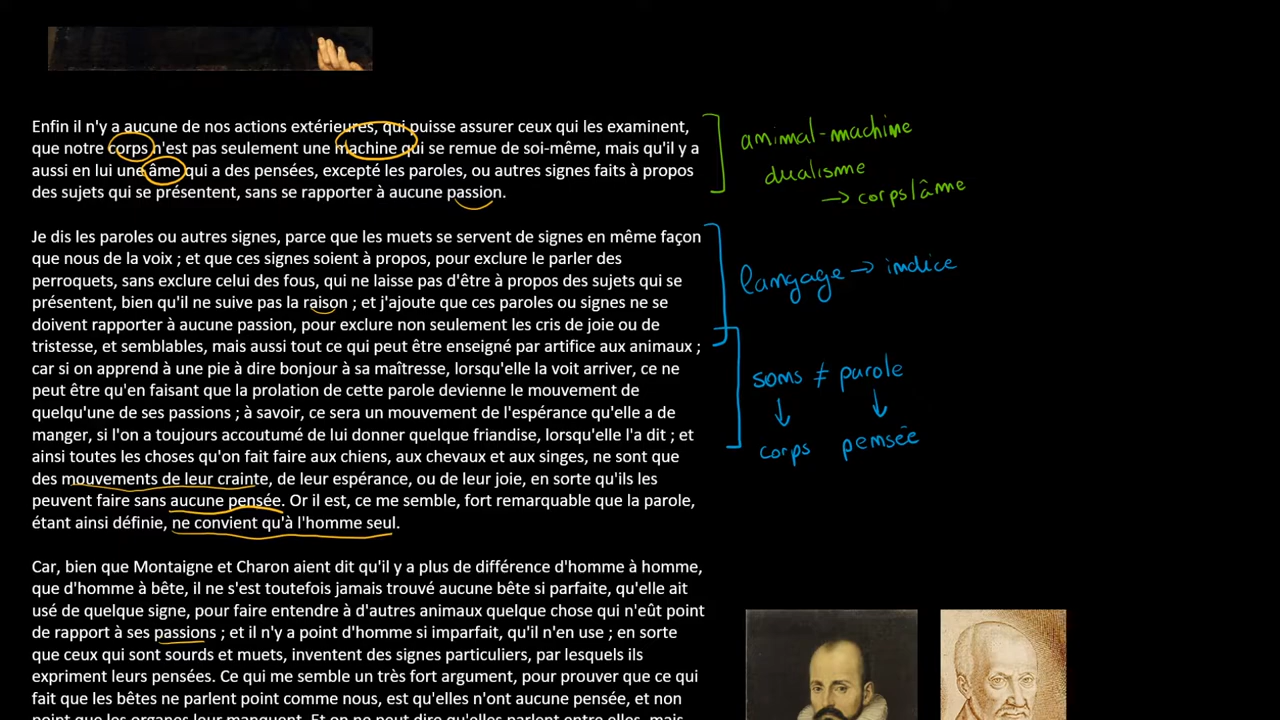 Enfin il n'y a aucune de nos actions extérieures, qui puisse assurer ceux qui les examinent,
que notre corps n'est pas seulement une machine qui se remue de soi-même, mais qu'il y a
aussi en lui une âme qui a des pensées, excepté les paroles, ou autres signes faits à propos
des sujets qui se présentent, sans se rapporter à aucune passion.
animal-machine
dualisme
→ corps/âme
Je dis les paroles ou autres signes, parce que les muets se servent de signes en même façon
que nous de la voix ; et que ces signes soient à propos, pour exclure le parler des
perroquets, sans exclure celui des fous, qui ne laisse pas d'être à propos des sujets qui se
présentent, bien qu'il ne suive pas la raison ; et j'ajoute que ces paroles ou signes ne se
doivent rapporter à aucune passion, pour exclure non seulement les cris de joie ou de
tristesse, et semblables, mais aussi tout ce qui peut être enseigné par artifice aux animaux ;
car si on apprend à une pie à dire bonjour à sa maîtresse, lorsqu'elle la voit arriver, ce ne
peut être qu'en faisant que la prolation de cette parole devienne le mouvement de
quelqu'une de ses passions ; à savoir, ce sera un mouvement de l'espérance qu'elle a de
manger, si l'on a toujours accoutumé de lui donner quelque friandise, lorsqu'elle l'a dit ; et
ainsi toutes les choses qu'on fait faire aux chiens, aux chevaux et aux singes, ne sont que
des mouvements de leur crainte, de leur espérance, ou de leur joie, en sorte qu'ils les
peuvent faire sans aucune pensée. Or il est, ce me semble, fort remarquable que la parole,
étant ainsi définie, ne convient qu'à l'homme seul.
langage → indice
sons ≠ parole
↓ ↓
corps pensée
Car, bien que Montaigne et Charon aient dit qu'il y a plus de différence d'homme à homme,
que d'homme à bête, il ne s'est toutefois jamais trouvé aucune bête si parfaite, qu'elle ait
usé de quelque signe, pour faire entendre à d'autres animaux quelque chose qui n'eût point
de rapport à ses passions ; et il n'y a point d'homme si imparfait, qu'il n'en use ; en sorte
que ceux qui sont sourds et muets, inventent des signes particuliers, par lesquels ils
expriment leurs pensées. Ce qui me semble un très fort argument, pour prouver que ce qui
fait que les bêtes ne parlent point comme nous, est qu'elles n'ont aucune pensée, et non
point que les organes leur manquent. Et on ne peut dire qu'elles parlent entre elles, mais